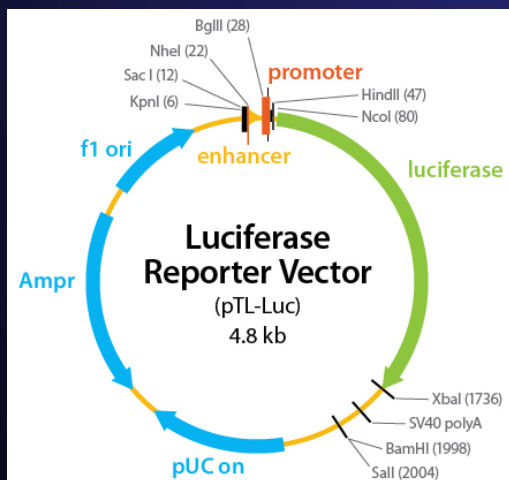 BglII (28)
NheI (22)
promoter
Sac I (12)
HindII (47)
KpnI (6)
NcoI (80)
f1 ori
enhancer
luciferase
Luciferase
Reporter Vector
(pTL-Luc)
4.8 kb
Ampr
XbaI (1736)
SV40 polyA
BamHI (1998)
SalI (2004)
pUC on